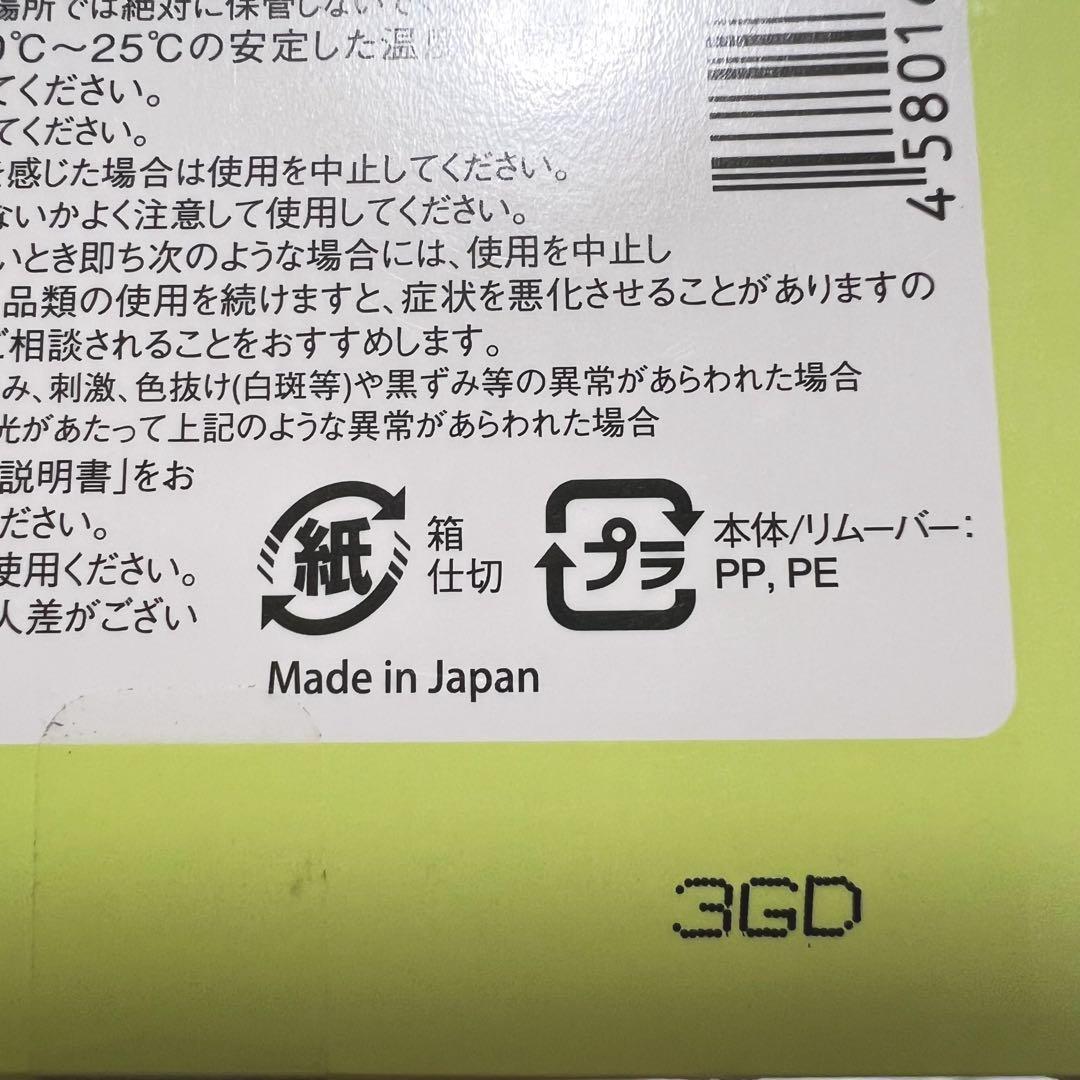 場所では絶対に保管しないで
0℃～25℃の安定した温度
てください。
てください。
を感じた場合は使用を中止してください。
ないかよく注意して使用してください。
いとき即ち次のような場合には、使用を中止し
品類の使用を続けますと、症状を悪化させることがありますの
ご相談されることをおすすめします。
み、刺激、色抜け(白斑等)や黒ずみ等の異常があらわれた場合
光があたって上記のような異常があらわれた場合
説明書」をお
ださい。
使用ください。
人差がござい
45801
紙
箱
仕切
プラ
本体/リムーバー：
PP, PE
Made in Japan
3GD